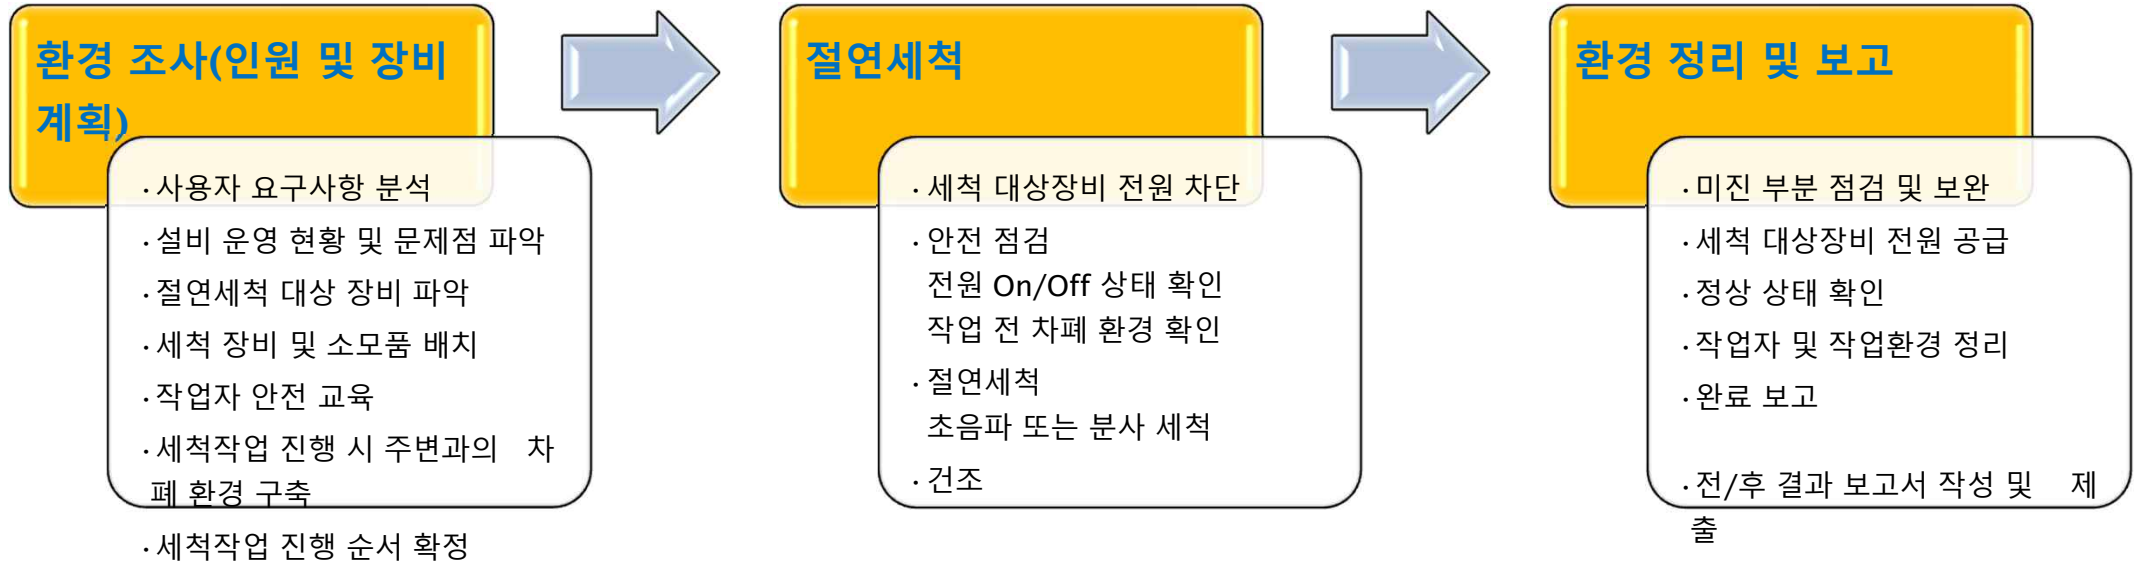 환경 조사(인원 및 장비
계획)
·사용자 요구사항 분석
·설비 운영 현황 및 문제점 파악
·절연세척 대상 장비 파악
·세척 장비 및 소모품 배치
·작업자 안전 교육
·세척작업 진행 시 주변과의 차
폐 환경 구축
·세척작업 진행 순서 확정
절연세척
·세척 대상장비 전원 차단
·안전 점검
전원 On/Off 상태 확인
작업 전 차폐 환경 확인
·절연세척
초음파 또는 분사 세척
·건조
환경 정리 및 보고
·미진 부분 점검 및 보완
·세척 대상장비 전원 공급
·정상 상태 확인
·작업자 및 작업환경 정리
·완료 보고
·전/후 결과 보고서 작성 및 제
출